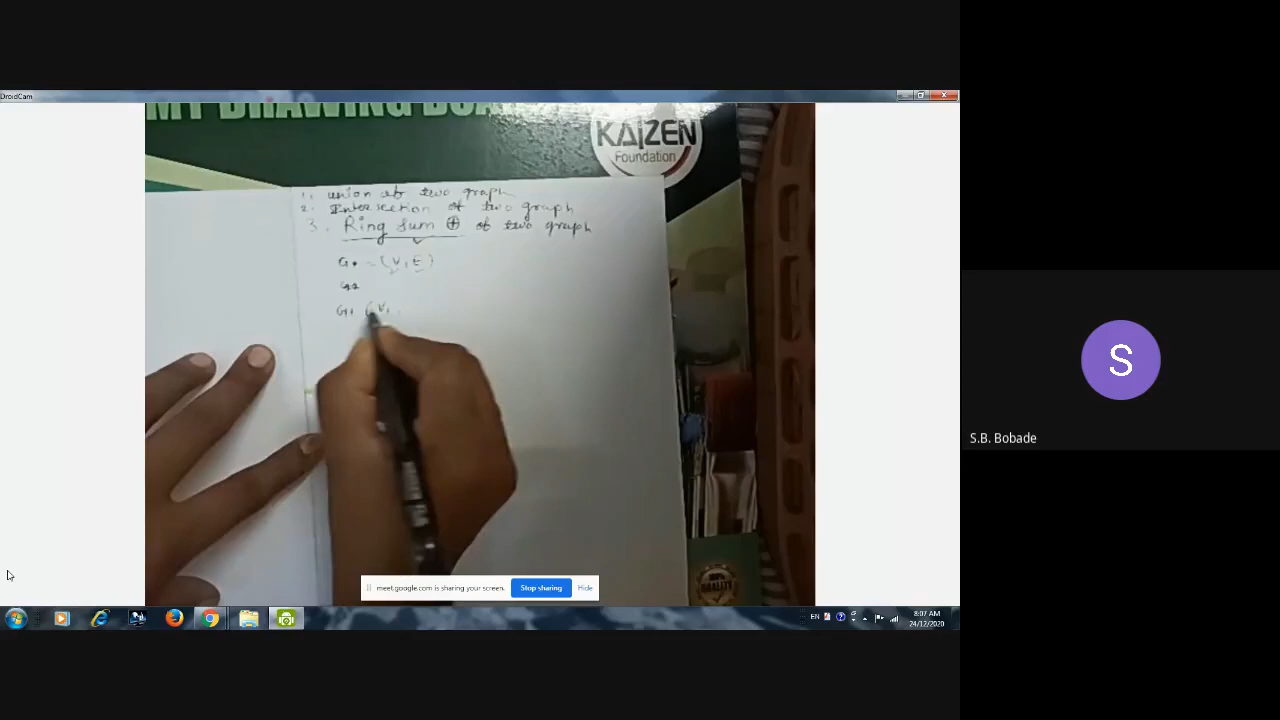 DroidCam
MY DRAWING BOA
KAIZEN
Foundation
1. union of two graph
2. Intersection of two graph
3. Ring sum ⊕ of two graph
G = (V, E)
G1 (V1
S
S.B. Bobade
meet.google.com is sharing your screen. Stop sharing Hide
EN
8:07 AM
24/12/2020